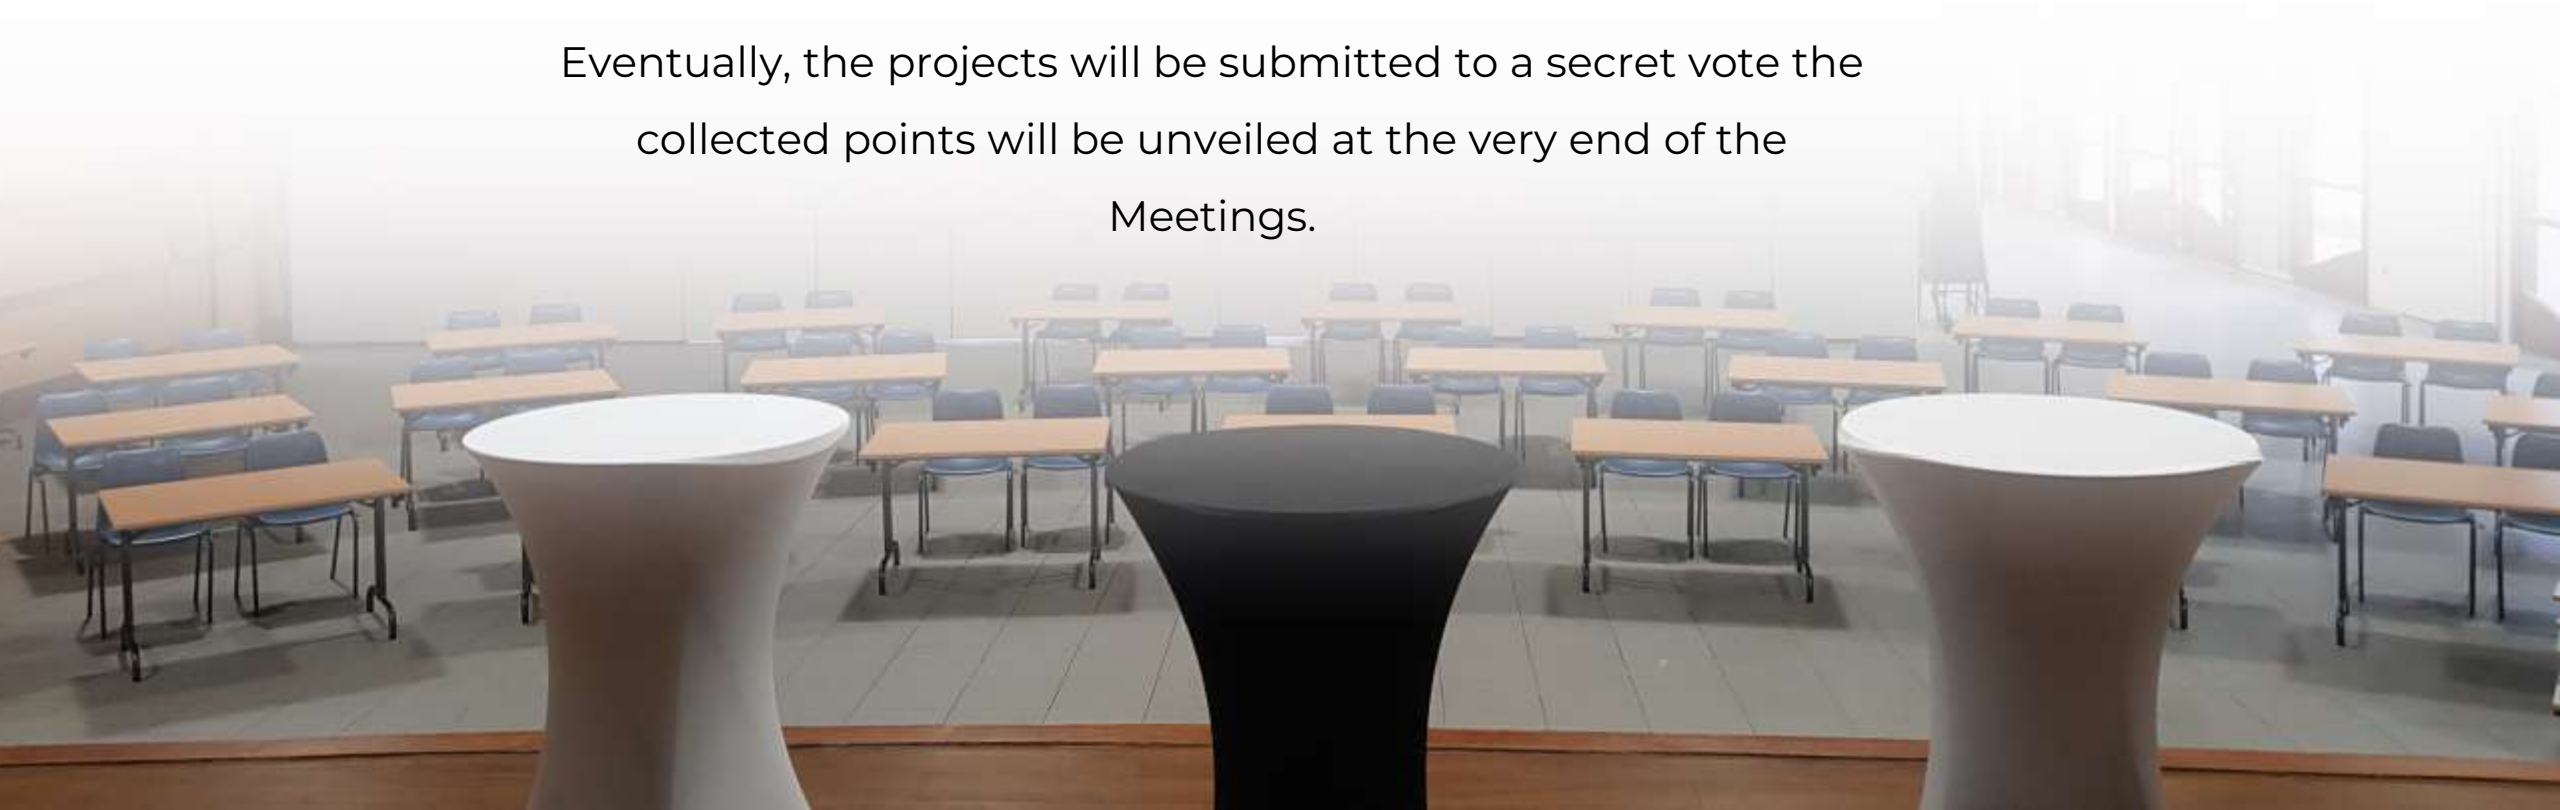 Eventually, the projects will be submitted to a secret vote the
collected points will be unveiled at the very end of the
Meetings.